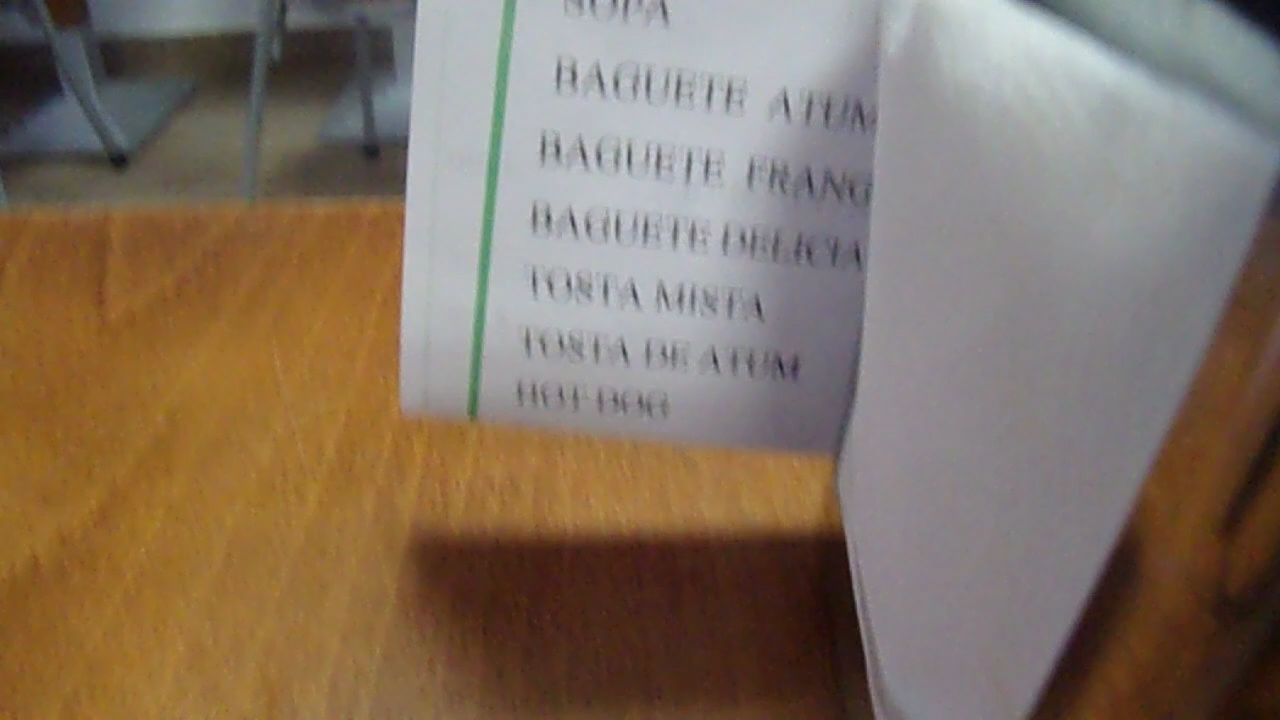 SOPA
BAGUETE ATUM
BAGUETE FRANG
BAGUETE DELICIA
TOSTA MISTA
TOSTA DE ATUM
HOT DOG